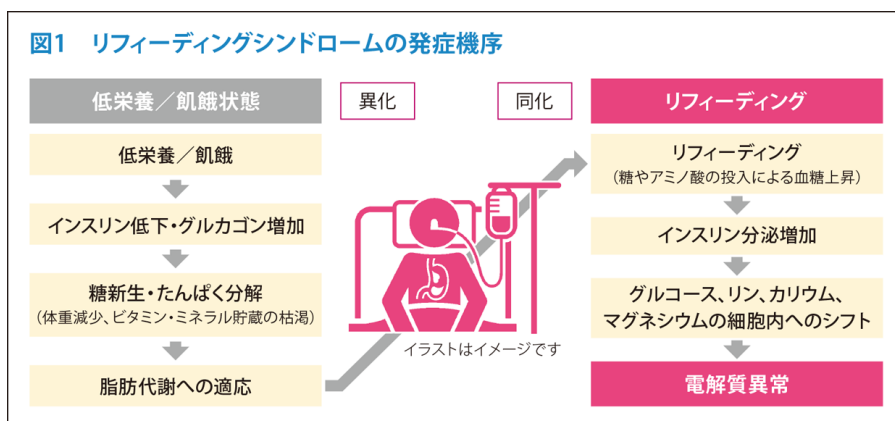 図1 リフィーディングシンドロームの発症機序
低栄養／飢餓状態
異化
同化
リフィーディング
低栄養／飢餓
インスリン低下・グルカゴン増加
糖新生・たんぱく分解
（体重減少、ビタミン・ミネラル貯蔵の枯渇）
脂肪代謝への適応
イラストはイメージです
リフィーディング
（糖やアミノ酸の投入による血糖上昇）
インスリン分泌増加
グルコース、リン、カリウム、
マグネシウムの細胞内へのシフト
電解質異常